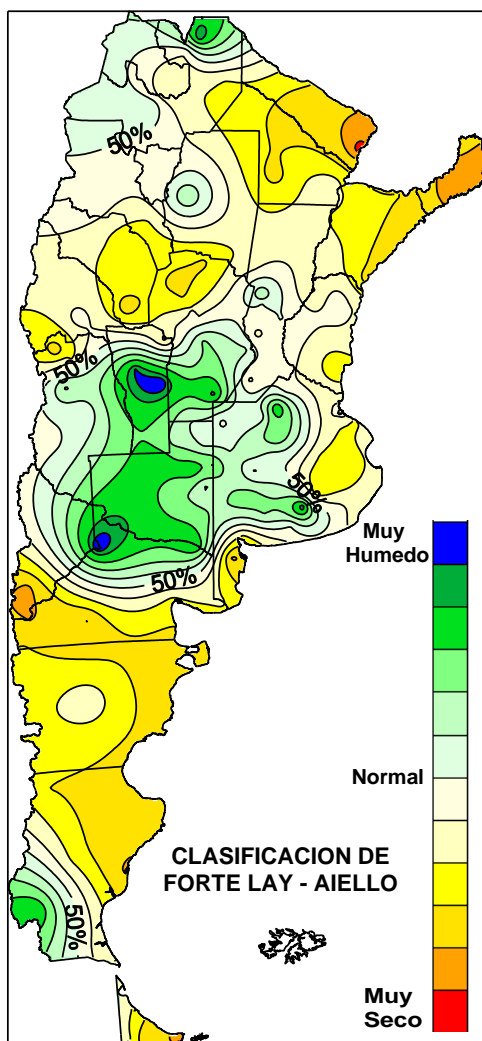 50%
50%
50%
50%
50%
Muy
Humedo
Normal
CLASIFICACION DE
FORTE LAY - AIELLO
Muy
Seco